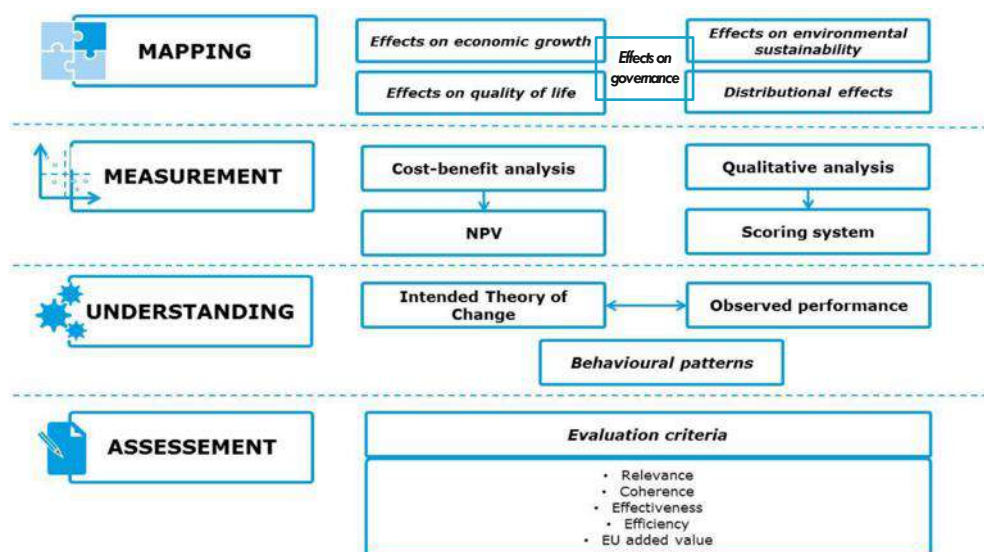 MAPPING
Effects on economic growth
Effects on environmental
sustainability
Effects on
governance
Effects on quality of life
Distributional effects
MEASUREMENT
Cost-benefit analysis
Qualitative analysis
NPV
Scoring system
UNDERSTANDING
Intended Theory of
Change
Observed performance
Behavioural patterns
ASSESSEMENT
Evaluation criteria
• Relevance
• Coherence
• Effectiveness
• Efficiency
• EU added value